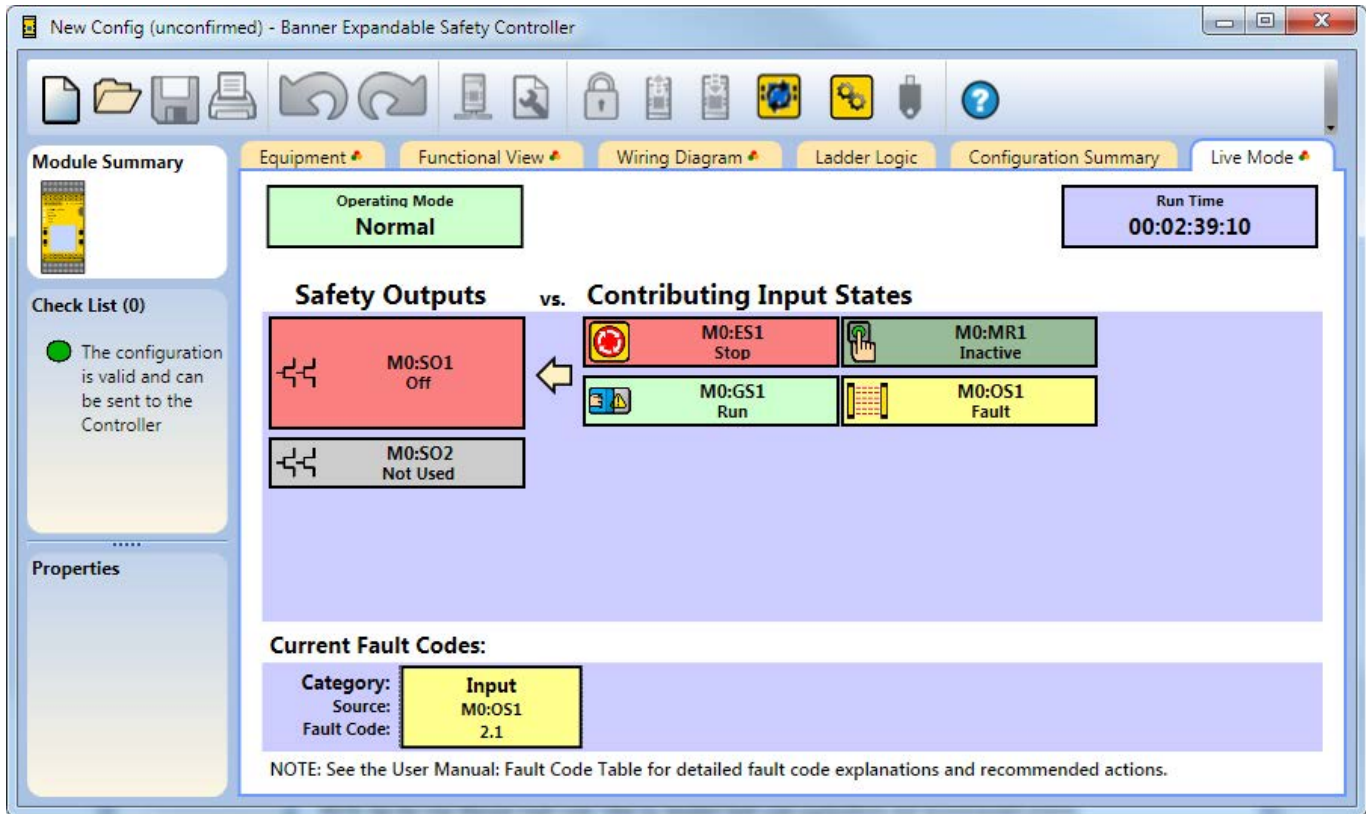 New Config (unconfirmed) - Banner Expandable Safety Controller
Module Summary
Equipment
Functional View
Wiring Diagram
Ladder Logic
Configuration Summary
Live Mode
Operating Mode
Normal
Run Time
00:02:39:10
Check List (0)
The configuration
is valid and can
be sent to the
Controller
Properties
Safety Outputs vs. Contributing Input States
M0:SO1
Off
M0:ES1
Stop
M0:MR1
Inactive
M0:GS1
Run
M0:OS1
Fault
M0:SO2
Not Used
Current Fault Codes:
Category: Input
Source: M0:OS1
Fault Code: 2.1
NOTE: See the User Manual: Fault Code Table for detailed fault code explanations and recommended actions.